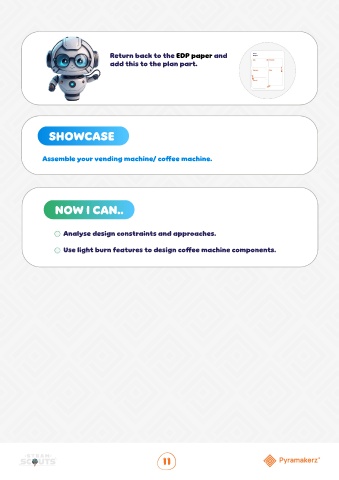 Return back to the EDP paper and
add this to the plan part.
SHOWCASE
Assemble your vending machine/ coffee machine.
NOW I CAN..
Analyse design constraints and approaches.
Use light burn features to design coffee machine components.
SCOUTS
11
Pyramakerz